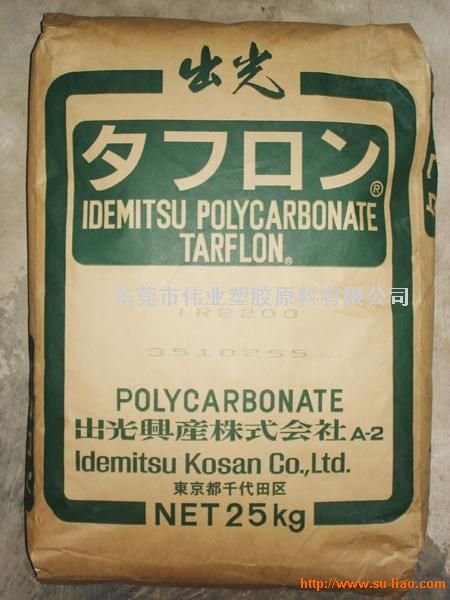 出光
タフロン®
IDEMITSU POLYCARBONATE
TARFLON®
东莞市伟业塑胶原料有限公司
IR2200
3510255
POLYCARBONATE
出光興産株式会社 A-2
Idemitsu Kosan Co.,Ltd.
東京都千代田区
NET 25kg
http://www.su-liao.com/